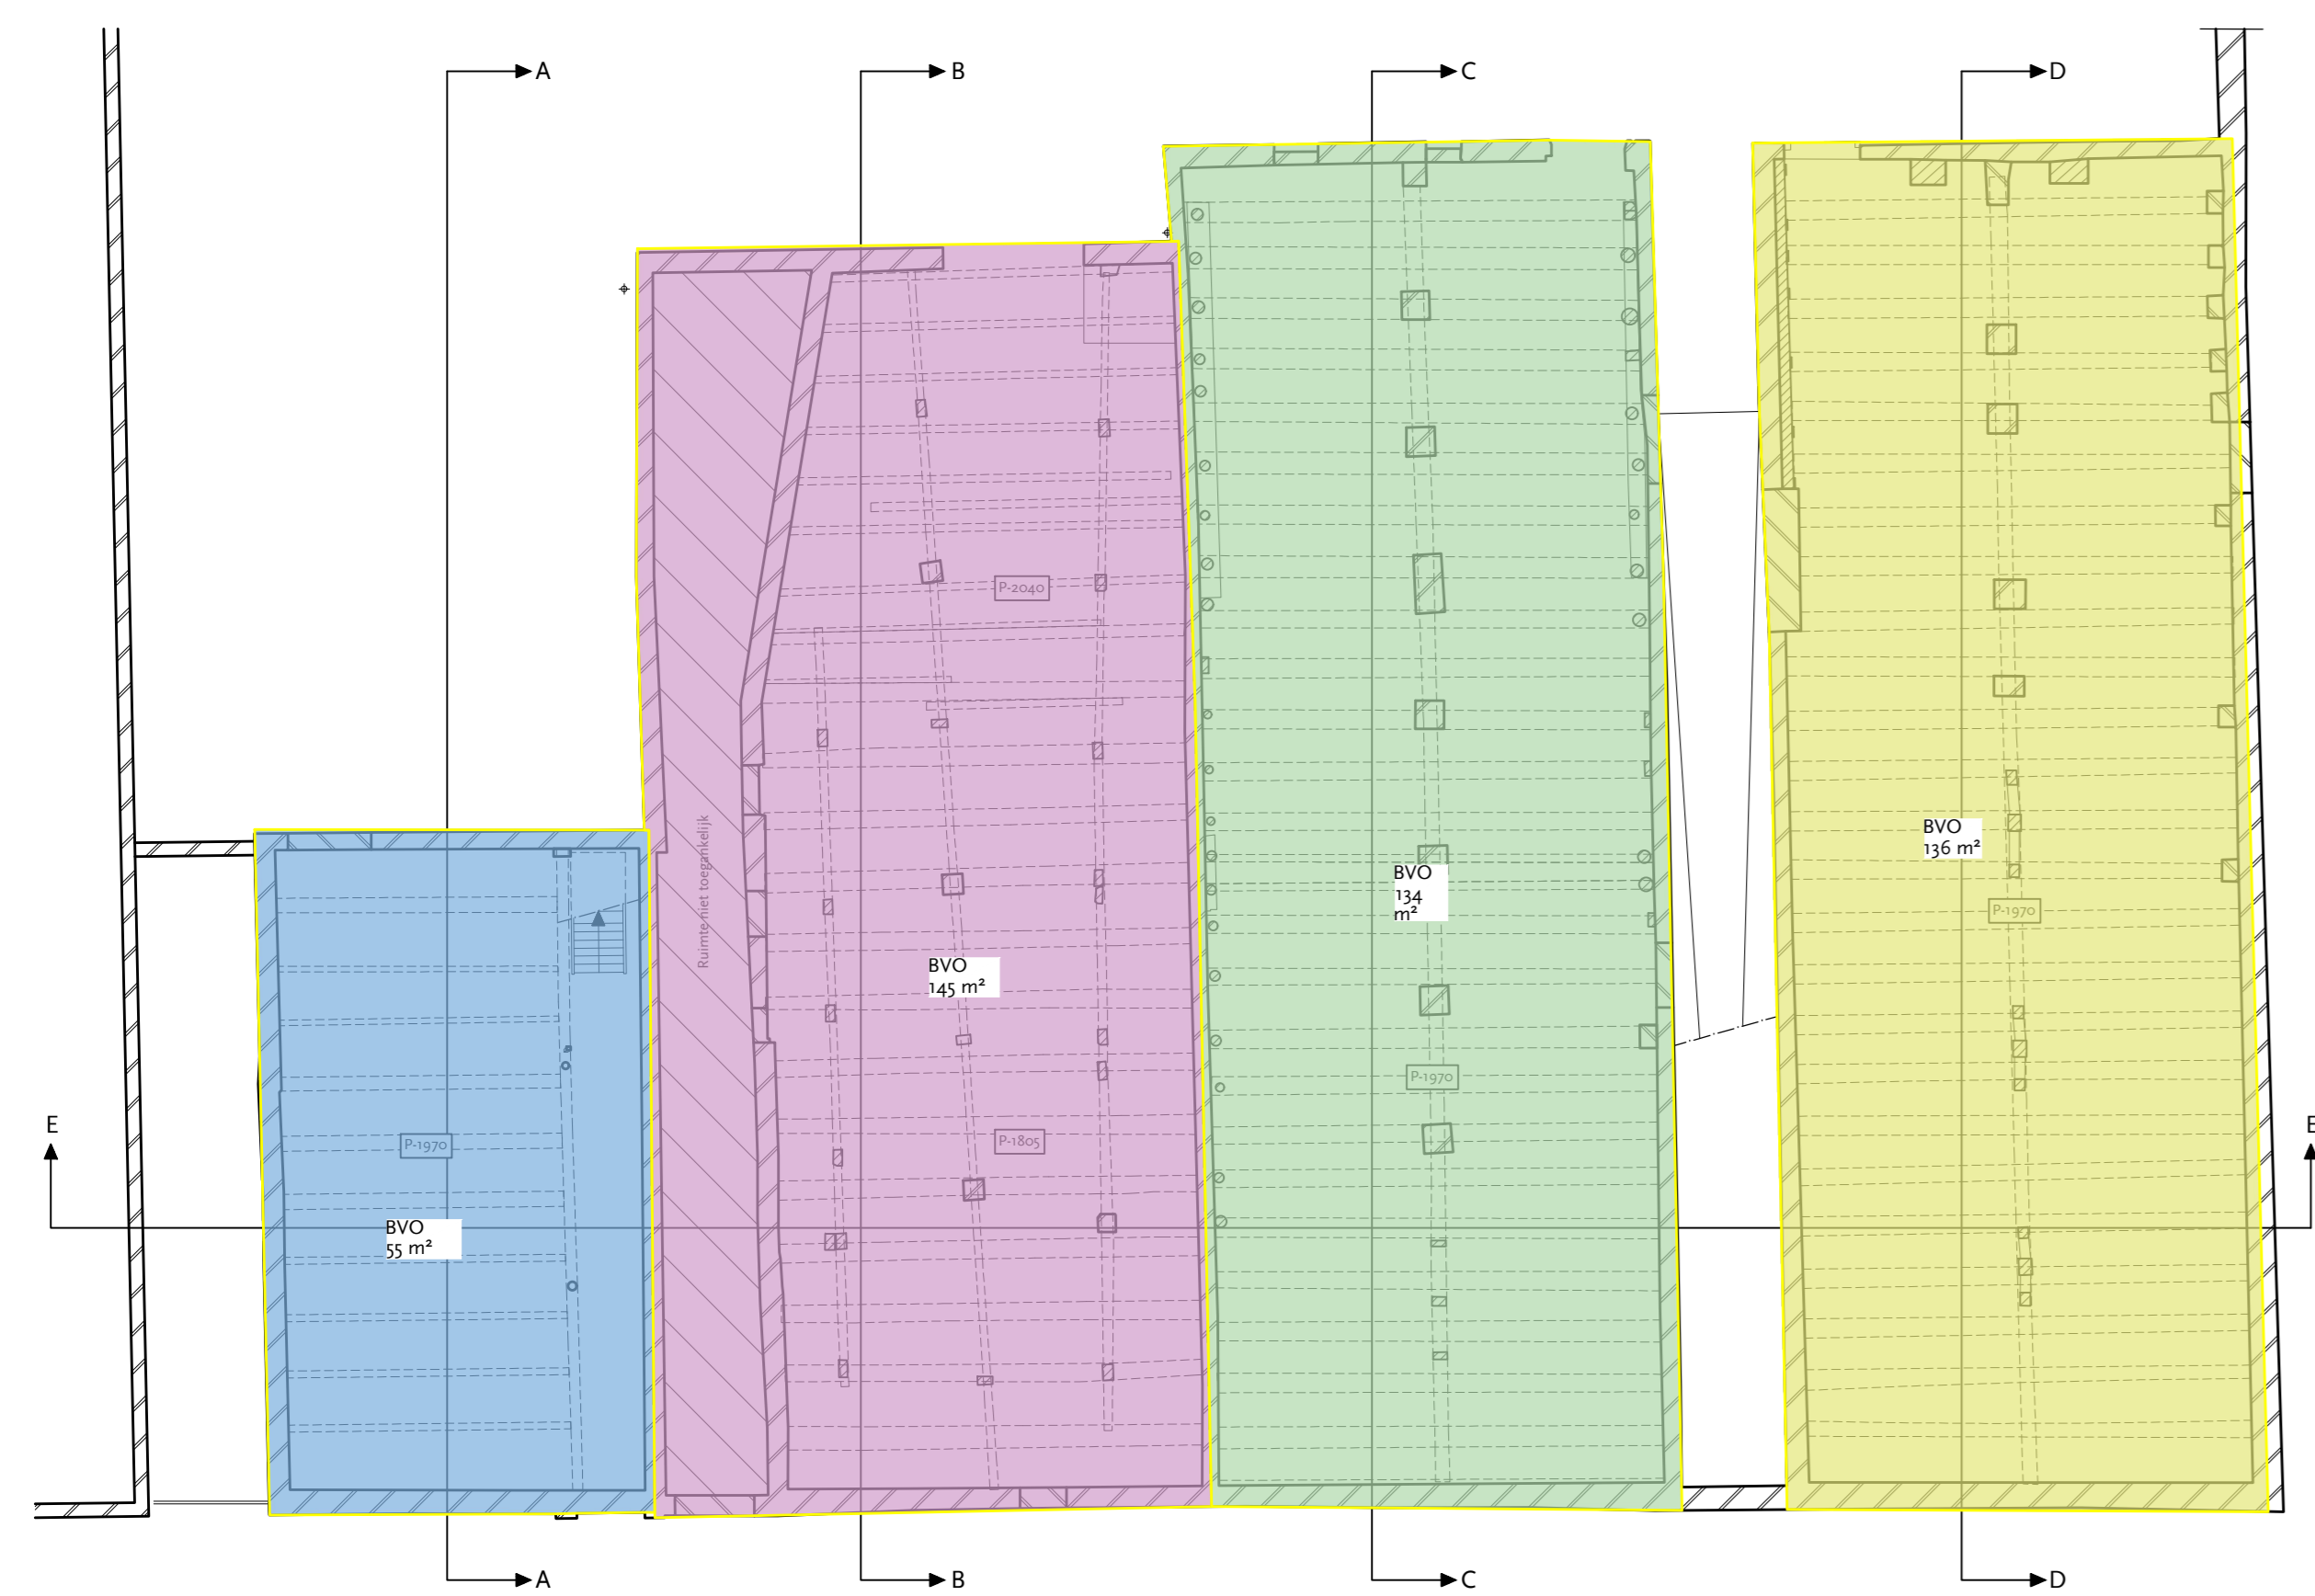 A
B
C
D
P-2040
Ruimte niet toegankelijk
BVO
136 m²
BVO
134
m²
P-1970
BVO
145 m²
P-1970
E
E
P-1970
P-1805
BVO
55 m²
A
B
C
D